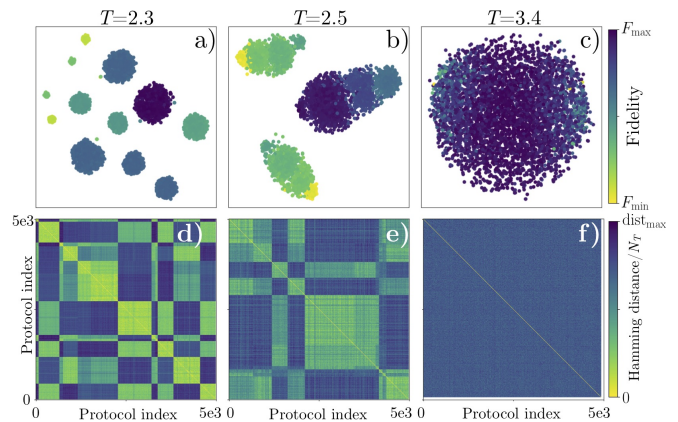 T=2.3 T=2.5 T=3.4
a) b) c)
F_max
Fidelity
F_min
5e3 d) e) f) dist_max
Protocol index
Hamming distance/N_T
0 0
0 Protocol index 5e3 0 Protocol index 5e3 0 Protocol index 5e3